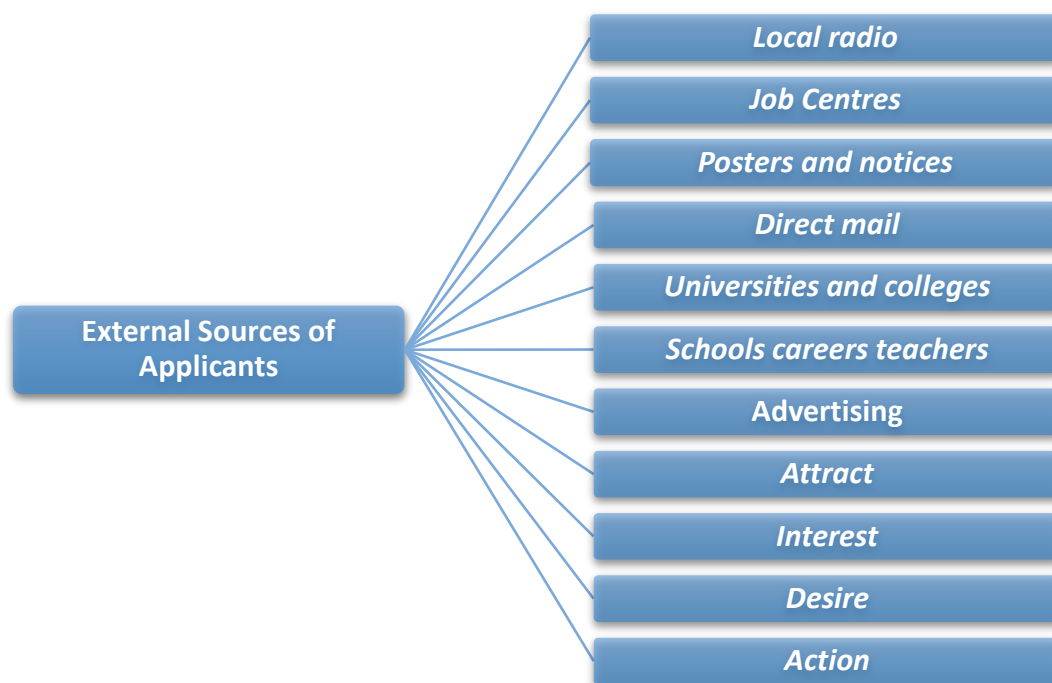 External Sources of
Applicants
Local radio
Job Centres
Posters and notices
Direct mail
Universities and colleges
Schools careers teachers
Advertising
Attract
Interest
Desire
Action